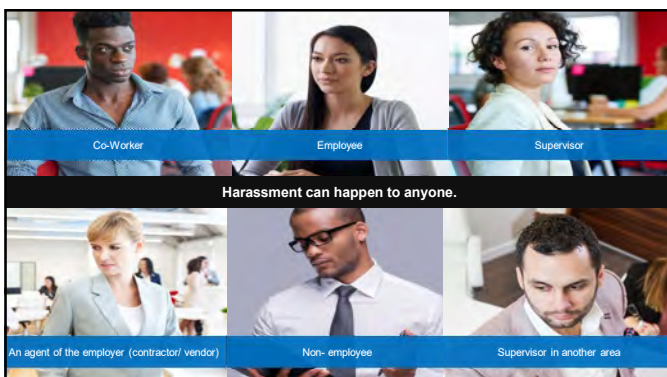 Co-Worker
Employee
Supervisor
Harassment can happen to anyone.
An agent of the employer (contractor/ vendor)
Non- employee
Supervisor in another area